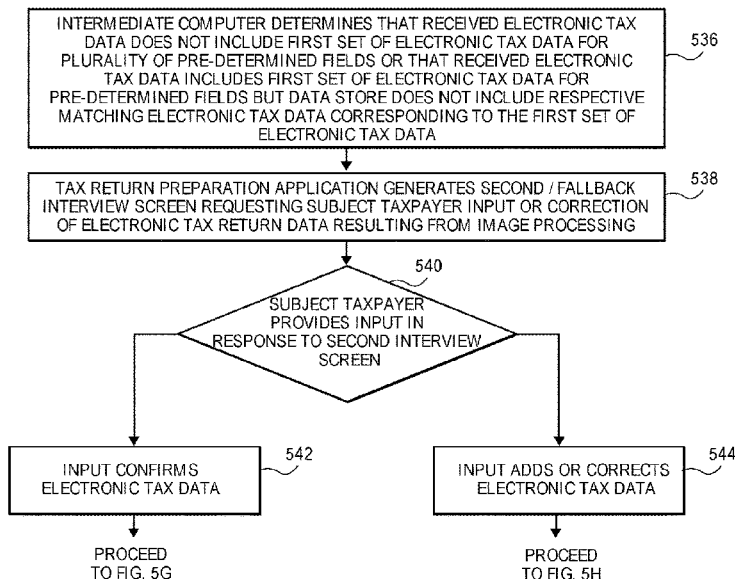 INTERMEDIATE COMPUTER DETERMINES THAT RECEIVED ELECTRONIC TAX
DATA DOES NOT INCLUDE FIRST SET OF ELECTRONIC TAX DATA FOR
PLURALITY OF PRE-DETERMINED FIELDS OR THAT RECEIVED ELECTRONIC
TAX DATA INCLUDES FIRST SET OF ELECTRONIC TAX DATA FOR
PRE-DETERMINED FIELDS BUT DATA STORE DOES NOT INCLUDE RESPECTIVE
MATCHING ELECTRONIC TAX DATA CORRESPONDING TO THE FIRST SET OF
ELECTRONIC TAX DATA
536
TAX RETURN PREPARATION APPLICATION GENERATES SECOND / FALLBACK
INTERVIEW SCREEN REQUESTING SUBJECT TAXPAYER INPUT OR CORRECTION
OF ELECTRONIC TAX RETURN DATA RESULTING FROM IMAGE PROCESSING
538
540
SUBJECT TAXPAYER
PROVIDES INPUT IN
RESPONSE TO SECOND INTERVIEW
SCREEN
INPUT CONFIRMS
ELECTRONIC TAX DATA
542
INPUT ADDS OR CORRECTS
ELECTRONIC TAX DATA
544
PROCEED
TO FIG. 5G
PROCEED
TO FIG. 5H